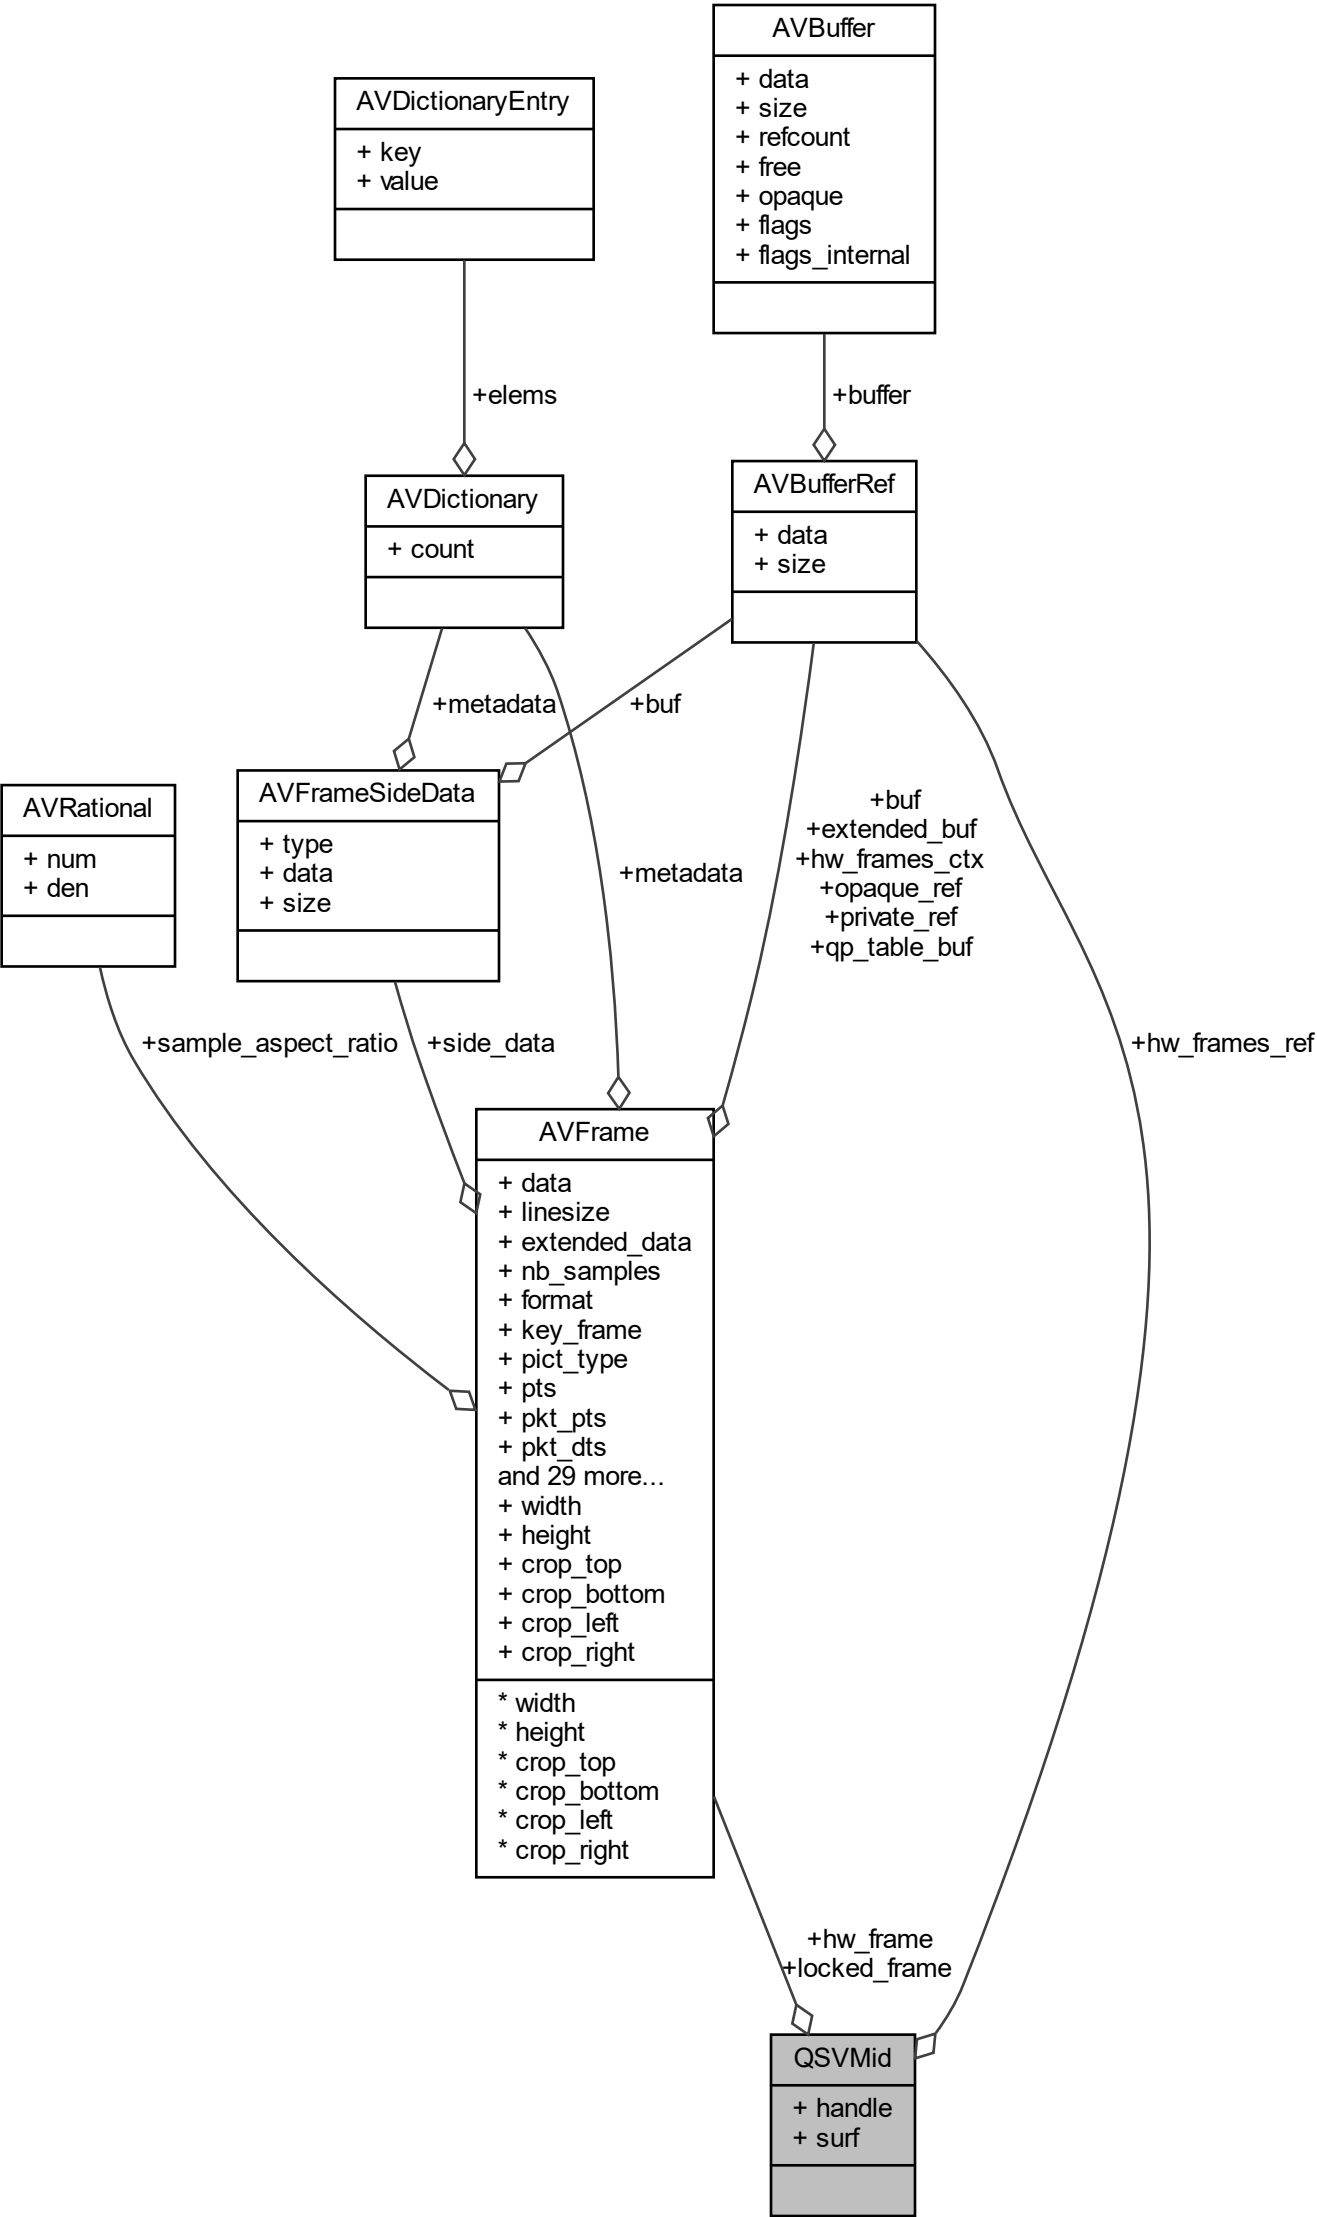 AVBuffer
+ data
+ size
+ refcount
+ free
+ opaque
+ flags
+ flags_internal
AVDictionaryEntry
+ key
+ value
+elems
+buffer
AVDictionary
+ count
AVBufferRef
+ data
+ size
+metadata
+buf
AVRational
+ num
+ den
AVFrameSideData
+ type
+ data
+ size
+metadata
+buf
+extended_buf
+hw_frames_ctx
+opaque_ref
+private_ref
+qp_table_buf
+sample_aspect_ratio
+side_data
+hw_frames_ref
AVFrame
+ data
+ linesize
+ extended_data
+ nb_samples
+ format
+ key_frame
+ pict_type
+ pts
+ pkt_pts
+ pkt_dts
and 29 more...
+ width
+ height
+ crop_top
+ crop_bottom
+ crop_left
+ crop_right
* width
* height
* crop_top
* crop_bottom
* crop_left
* crop_right
+hw_frame
+locked_frame
QSVMid
+ handle
+ surf